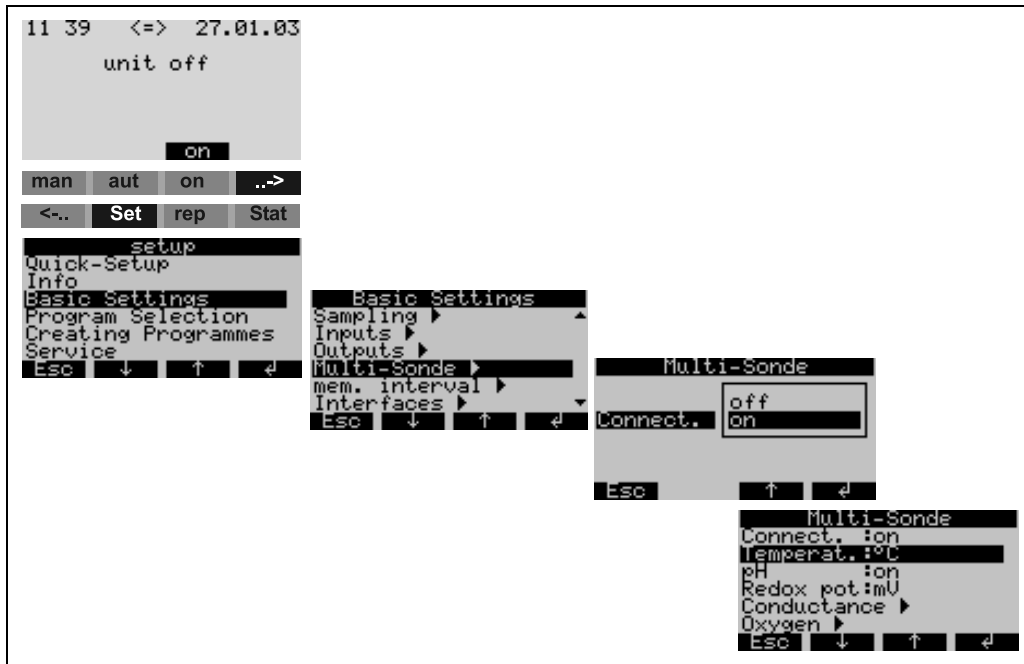 11 39 <=> 27.01.03
unit off
on
man aut on ..->
<-.. Set rep Stat
setup
Quick-Setup
Info
Basic Settings
Program Selection
Creating Programmes
Service
Esc ↓ ↑ ↲
Basic Settings
Sampling ▶
Inputs ▶
Outputs ▶
Multi-Sonde ▶
mem. interval ▶
Interfaces ▶
Esc ↓ ↑ ↲
Multi-Sonde
off
Connect. on
Esc ↑ ↲
Multi-Sonde
Connect. :on
Temperat.:°C
pH :on
Redox pot:mV
Conductance ▶
Oxygen ▶
Esc ↓ ↑ ↲